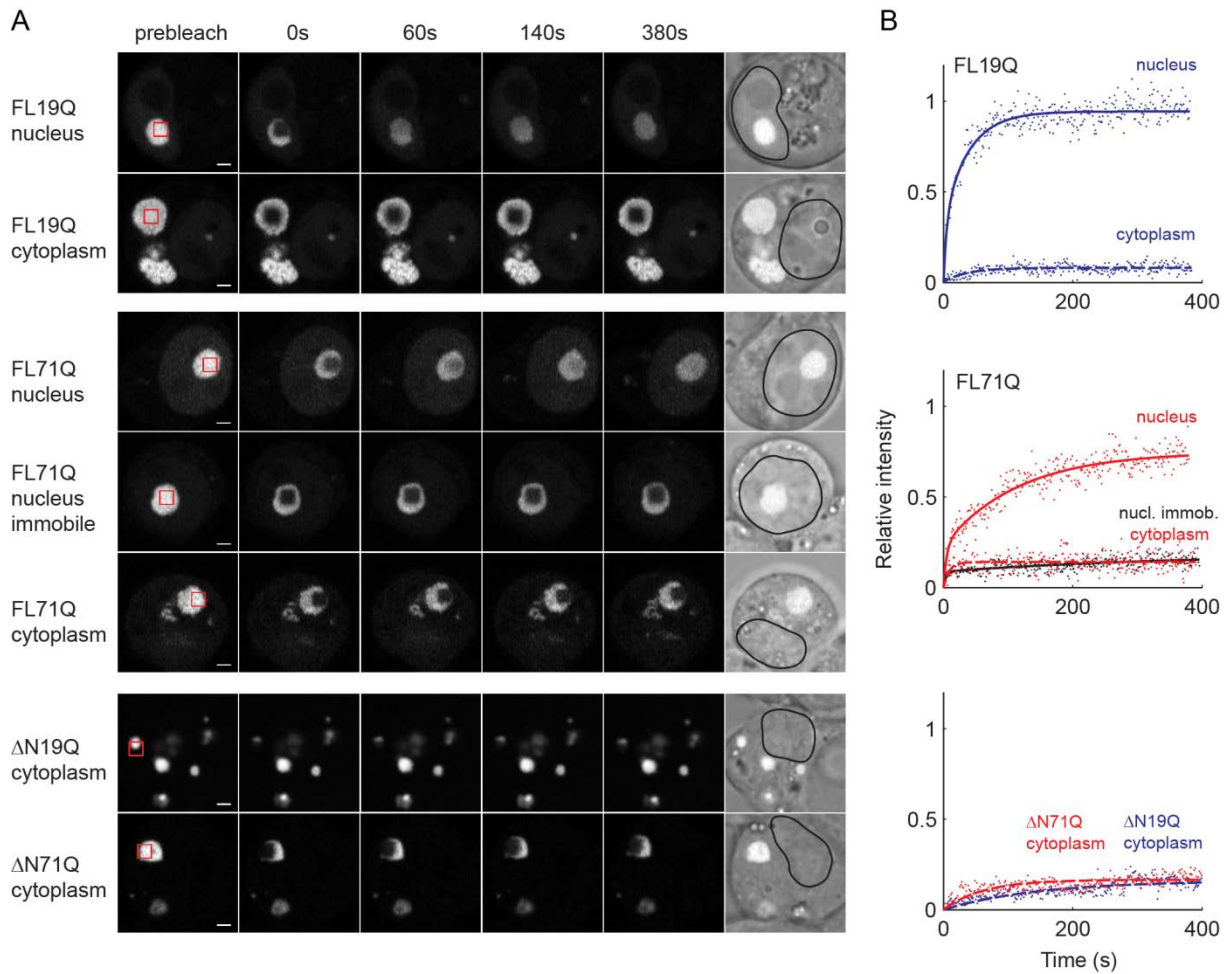 A
prebleach 0s 60s 140s 380s
FL19Q
nucleus
FL19Q
cytoplasm
FL71Q
nucleus
FL71Q
nucleus
immobile
FL71Q
cytoplasm
ΔN19Q
cytoplasm
ΔN71Q
cytoplasm
B
FL19Q
nucleus
cytoplasm
1
0.5
0
0 200 400
FL71Q
nucleus
nucl. immob.
cytoplasm
1
0.5
0
0 200 400
Relative intensity
ΔN71Q
cytoplasm
ΔN19Q
cytoplasm
1
0.5
0
0 200 400
Time (s)